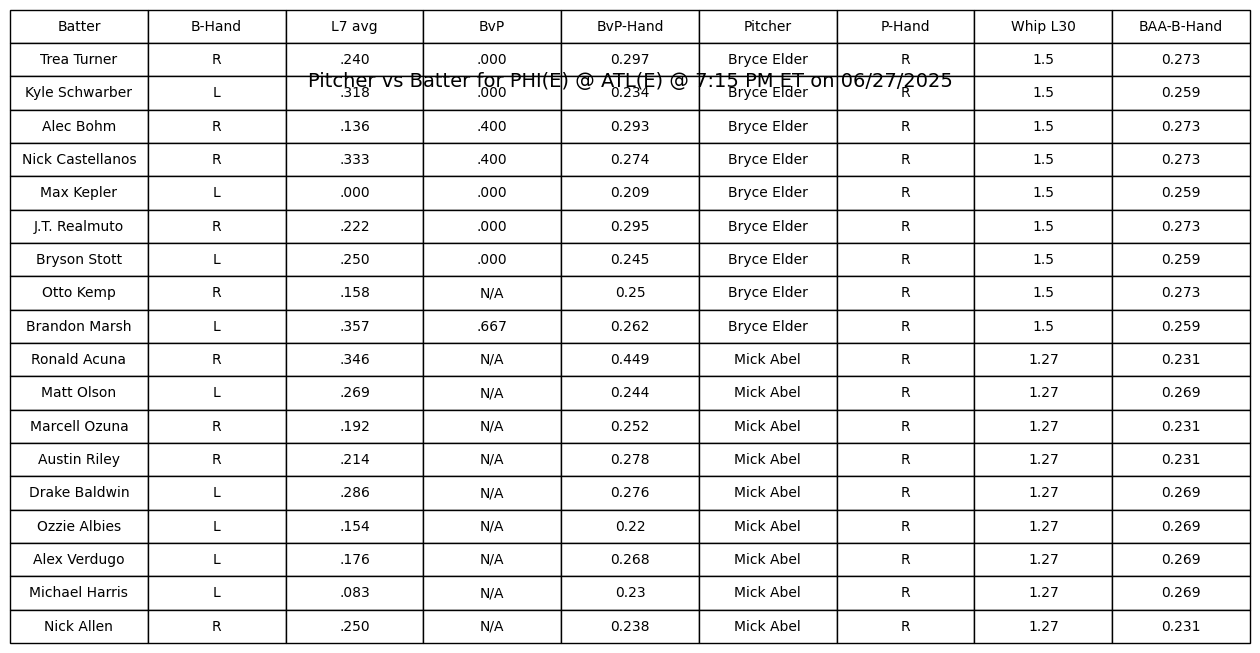 Batter B-Hand L7 avg BvP BvP-Hand Pitcher P-Hand Whip L30 BAA-B-Hand
Trea Turner R .240 .000 0.297 Bryce Elder R 1.5 0.273
Pitcher vs Batter for PHI(E) @ ATL(E) @ 7:15 PM ET on 06/27/2025
Kyle Schwarber L .318 .000 0.234 Bryce Elder R 1.5 0.259
Alec Bohm R .136 .400 0.293 Bryce Elder R 1.5 0.273
Nick Castellanos R .333 .400 0.274 Bryce Elder R 1.5 0.273
Max Kepler L .000 .000 0.209 Bryce Elder R 1.5 0.259
J.T. Realmuto R .222 .000 0.295 Bryce Elder R 1.5 0.273
Bryson Stott L .250 .000 0.245 Bryce Elder R 1.5 0.259
Otto Kemp R .158 N/A 0.25 Bryce Elder R 1.5 0.273
Brandon Marsh L .357 .667 0.262 Bryce Elder R 1.5 0.259
Ronald Acuna R .346 N/A 0.449 Mick Abel R 1.27 0.231
Matt Olson L .269 N/A 0.244 Mick Abel R 1.27 0.269
Marcell Ozuna R .192 N/A 0.252 Mick Abel R 1.27 0.231
Austin Riley R .214 N/A 0.278 Mick Abel R 1.27 0.231
Drake Baldwin L .286 N/A 0.276 Mick Abel R 1.27 0.269
Ozzie Albies L .154 N/A 0.22 Mick Abel R 1.27 0.269
Alex Verdugo L .176 N/A 0.268 Mick Abel R 1.27 0.269
Michael Harris L .083 N/A 0.23 Mick Abel R 1.27 0.269
Nick Allen R .250 N/A 0.238 Mick Abel R 1.27 0.231